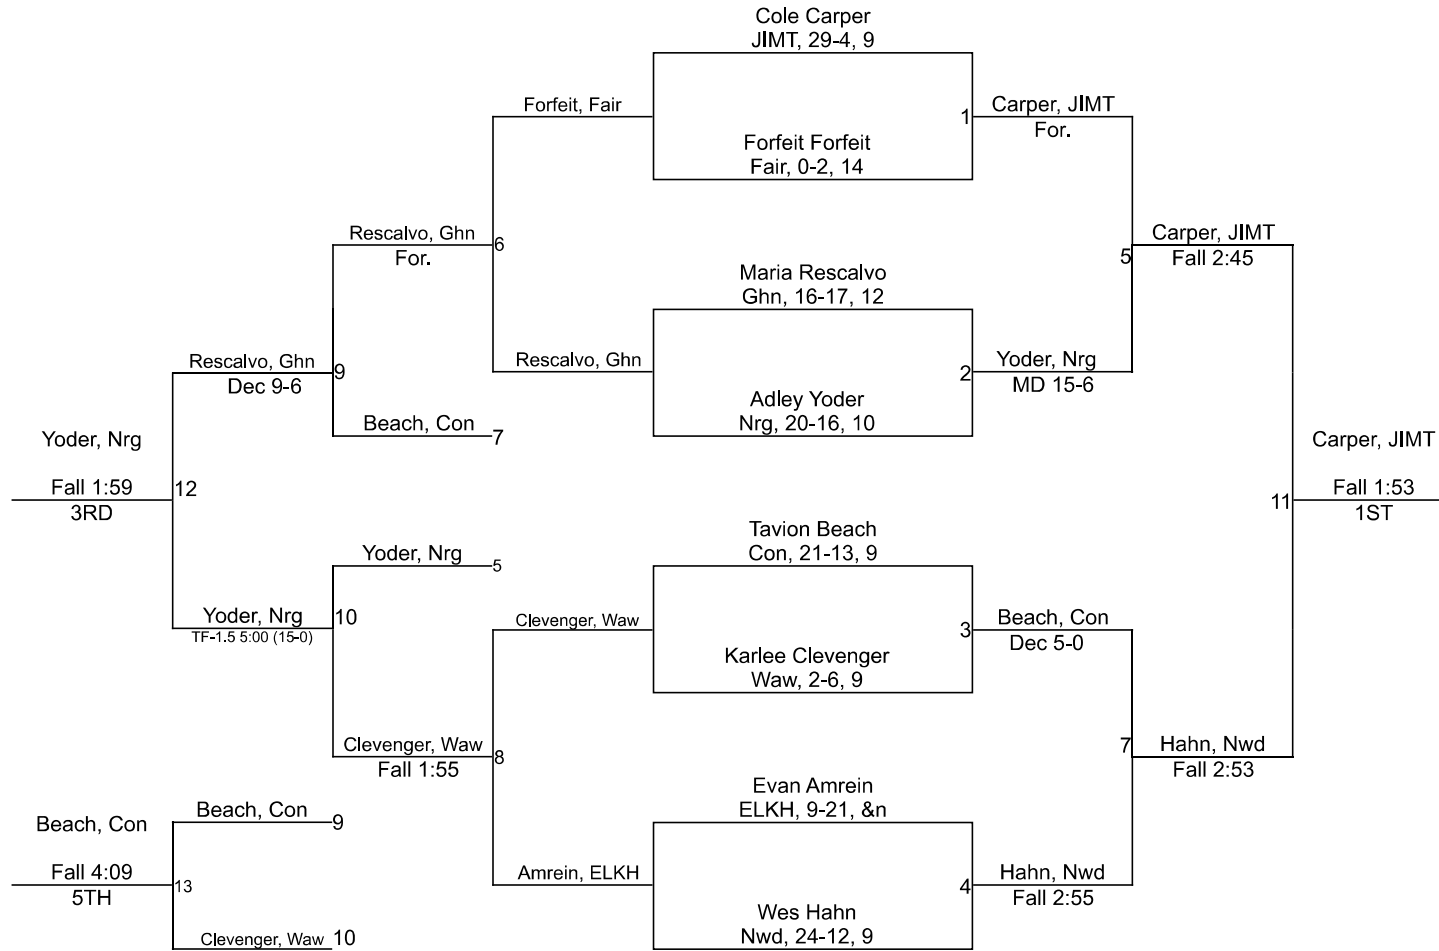 Cole Carper
JIMT, 29-4, 9
Forfeit, Fair
1
Carper, JIMT
For.
Forfeit Forfeit
Fair, 0-2, 14
Rescalvo, Ghn
For.
6
Carper, JIMT
Fall 2:45
5
Maria Rescalvo
Ghn, 16-17, 12
Rescalvo, Ghn
Dec 9-6
9
Rescalvo, Ghn
2
Yoder, Nrg
MD 15-6
Adley Yoder
Nrg, 20-16, 10
Beach, Con
7
Yoder, Nrg
Fall 1:59
3RD
12
Carper, JIMT
Fall 1:53
1ST
11
Tavion Beach
Con, 21-13, 9
Yoder, Nrg
5
Yoder, Nrg
TF-1.5 5:00 (15-0)
10
Clevenger, Waw
3
Beach, Con
Dec 5-0
Karlee Clevenger
Waw, 2-6, 9
Clevenger, Waw
Fall 1:55
8
7
Hahn, Nwd
Fall 2:53
Evan Amrein
ELKH, 9-21, &n
Beach, Con
9
Beach, Con
Fall 4:09
5TH
13
Amrein, ELKH
4
Hahn, Nwd
Fall 2:55
Wes Hahn
Nwd, 24-12, 9
Clevenger, Waw
10